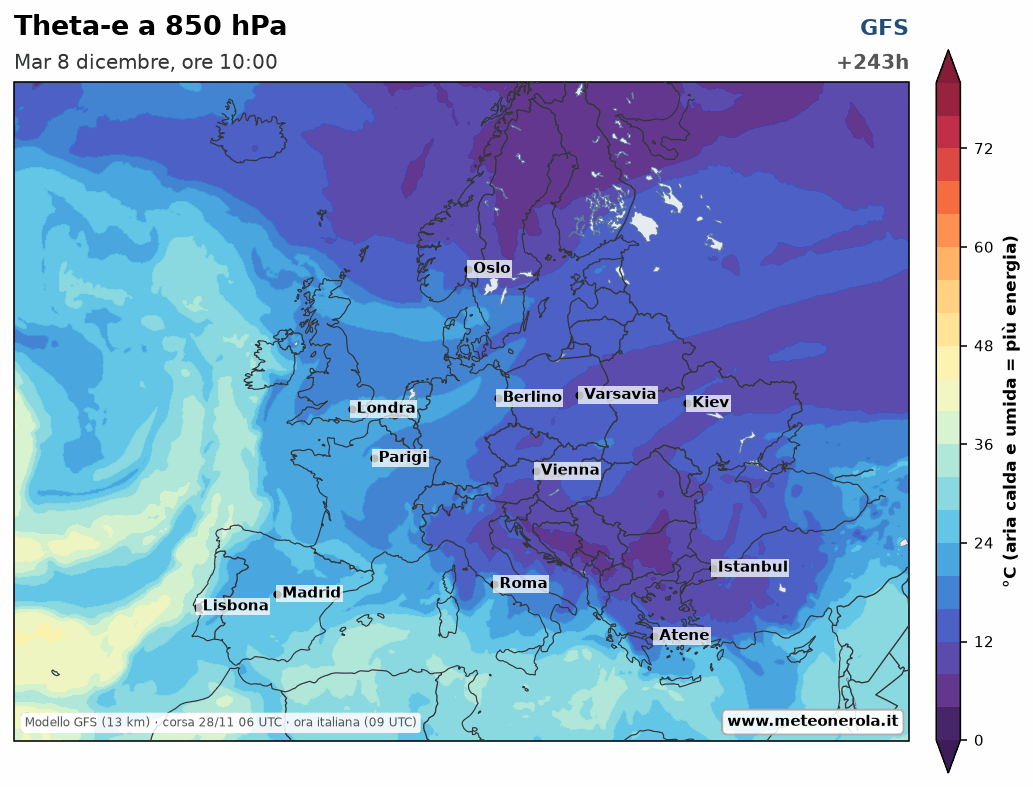 Theta-e a 850 hPa
GFS
Mar 8 dicembre, ore 10:00
+243h
72
60
48
36
24
12
0
°C (aria calda e umida = più energia)
Oslo
Londra
Berlino
Varsavia
Kiev
Parigi
Vienna
Istanbul
Roma
Madrid
Lisbona
Atene
Modello GFS (13 km) · corsa 28/11 06 UTC · ora italiana (09 UTC)
www.meteonerola.it